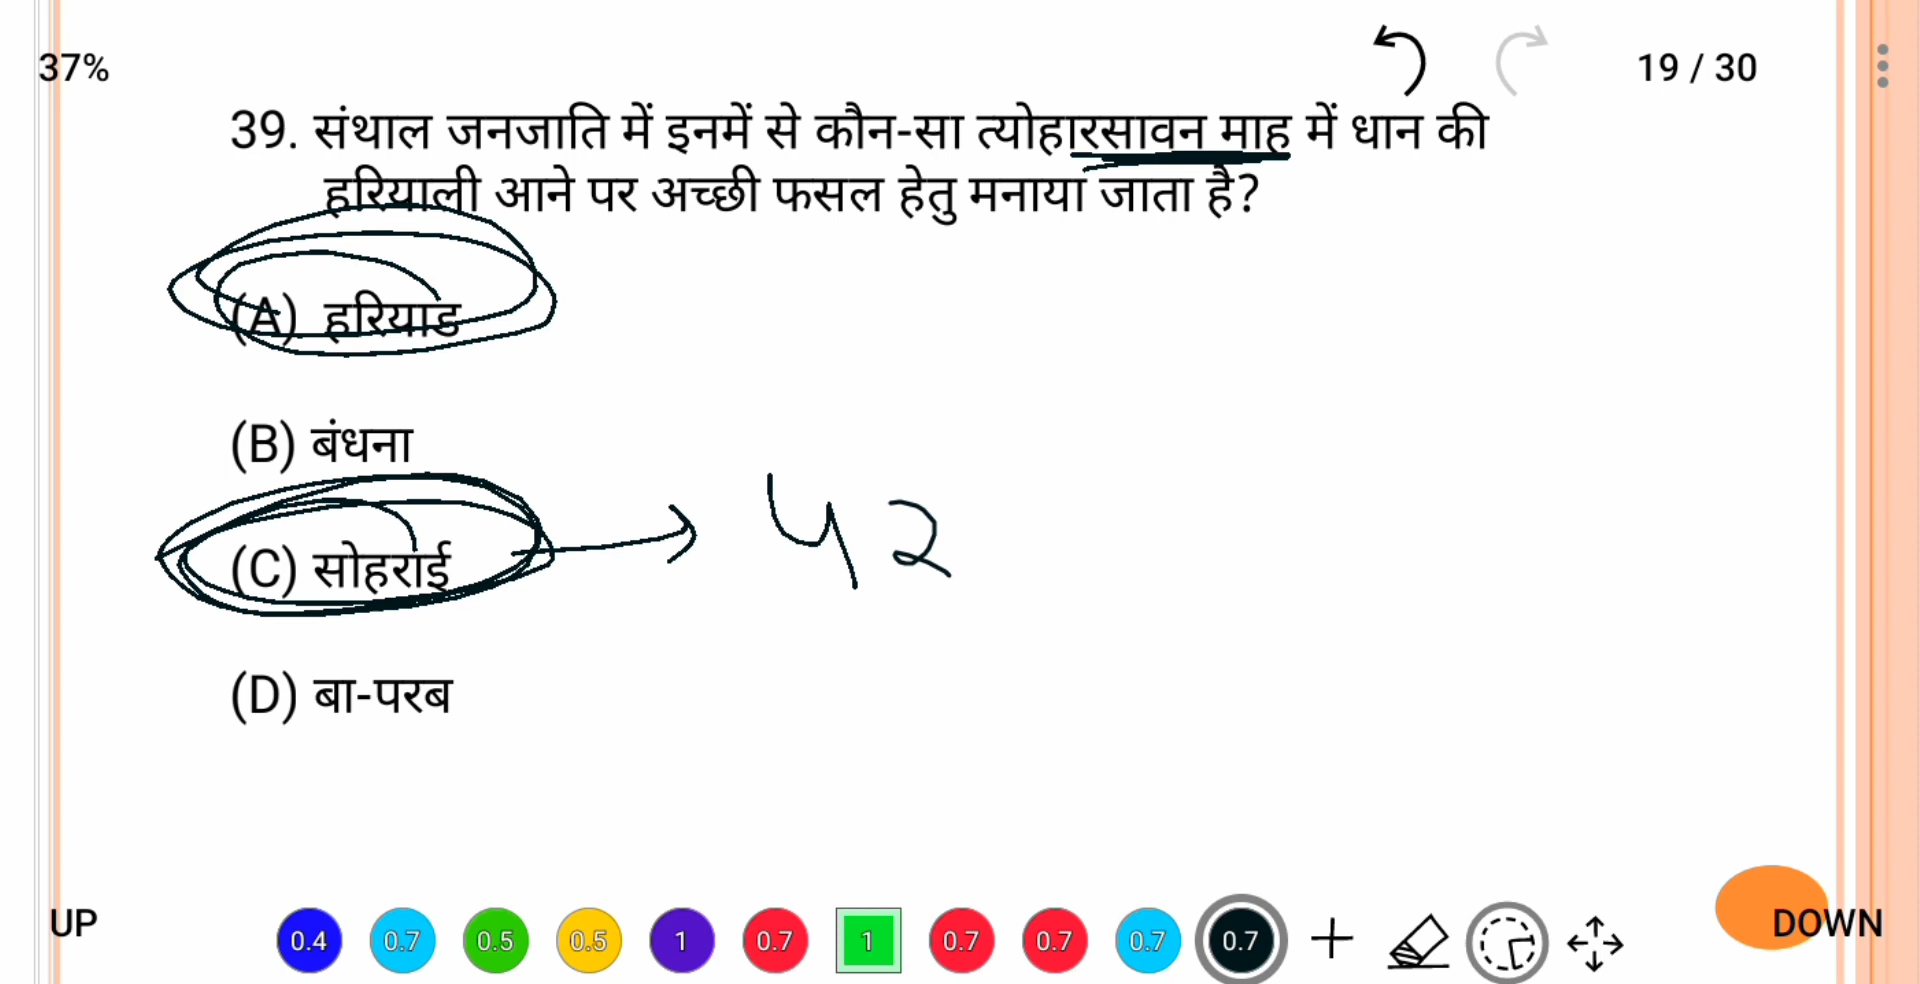 37%
19 / 30
39. संथाल जनजाति में इनमें से कौन-सा त्योहारसावन माह में धान की
हरियाली आने पर अच्छी फसल हेतु मनाया जाता है?
(A) हरियाड
(B) बंधना
(C) सोहराई
(D) बा-परब
UP
0.4 0.7 0.5 0.5 1 0.7 1 0.7 0.7 0.7 0.7
DOWN